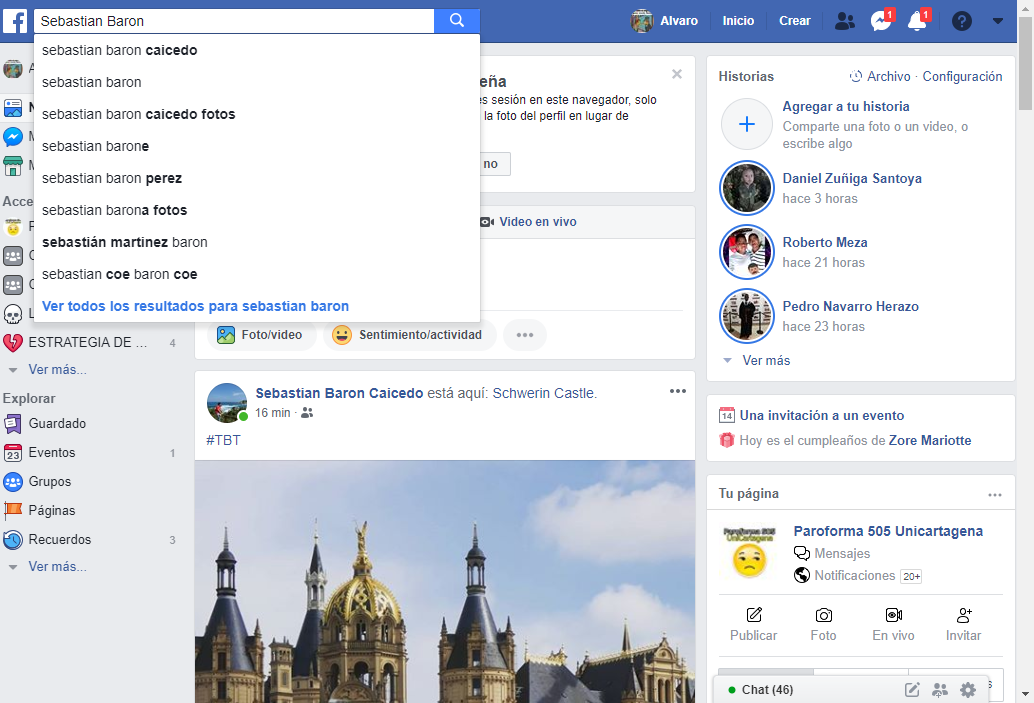 Sebastian Baron
Alvaro
Inicio
Crear
1
1
sebastian baron caicedo
sebastian baron
sebastian baron caicedo fotos
sebastian barone
sebastian baron perez
sebastian barona fotos
sebastián martinez baron
sebastian coe baron coe
Ver todos los resultados para sebastian baron
Acce
ESTRATEGIA DE ... 4
Ver más...
Explorar
Guardado
23 Eventos 1
Grupos
Páginas
Recuerdos 3
Ver más...
eña
es sesión en este navegador, solo
la foto del perfil en lugar de
no
Video en vivo
Foto/video
Sentimiento/actividad
Sebastian Baron Caicedo está aquí: Schwerin Castle.
16 min ·
#TBT
Historias
Archivo · Configuración
Agregar a tu historia
Comparte una foto o un video, o
escribe algo
Daniel Zuñiga Santoya
hace 3 horas
Roberto Meza
hace 21 horas
Pedro Navarro Herazo
hace 23 horas
Ver más
14 Una invitación a un evento
Hoy es el cumpleaños de Zore Mariotte
Tu página
Paroforma 505
UniCartagena
Paroforma 505 Unicartagena
Mensajes
Notificaciones 20+
Publicar
Foto
En vivo
Invitar
Chat (46)